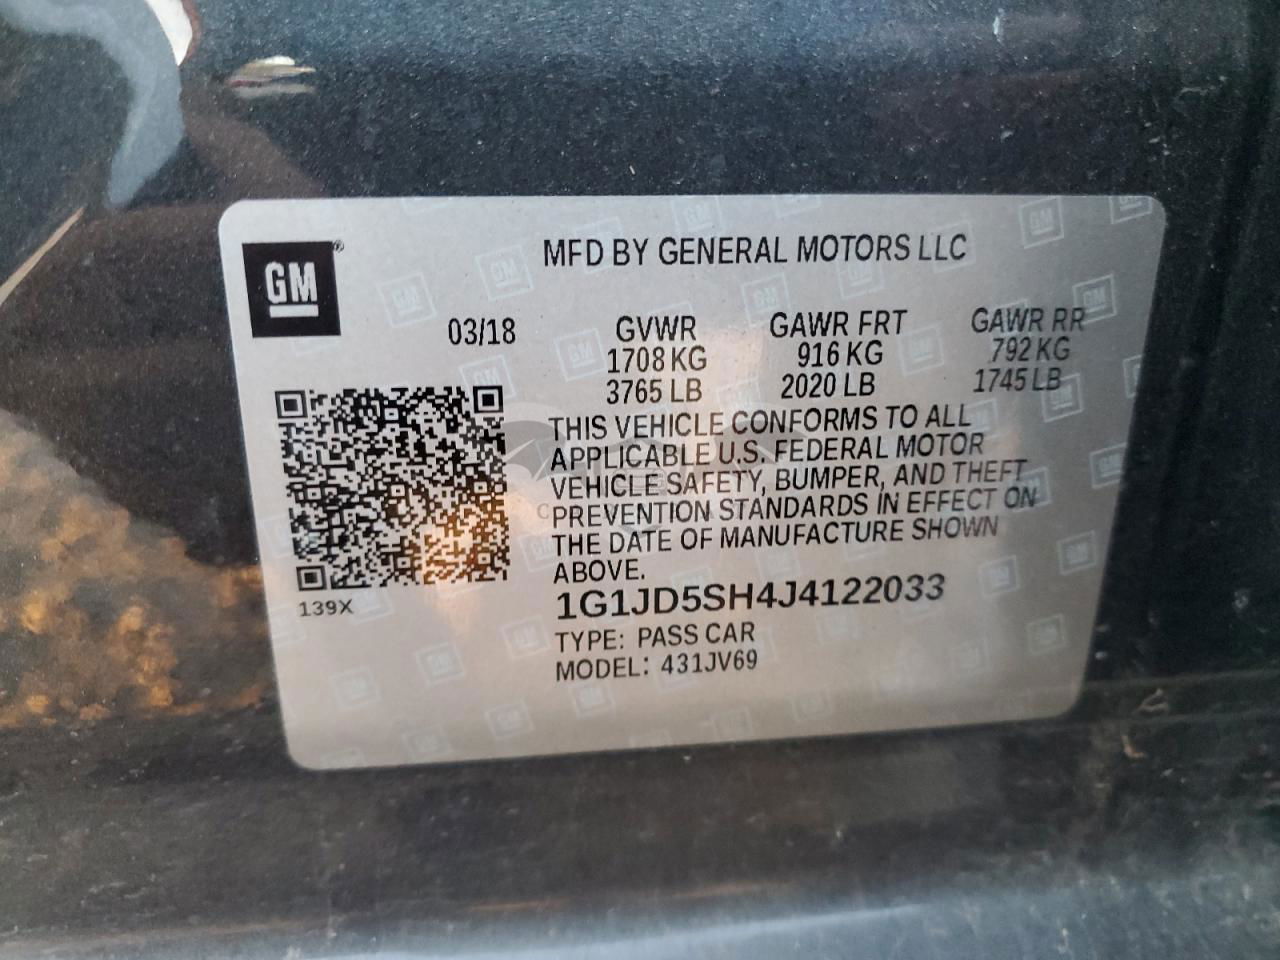 GM®
MFD BY GENERAL MOTORS LLC
03/18 GVWR GAWR FRT GAWR RR
1708 KG 916 KG 792 KG
3765 LB 2020 LB 1745 LB
THIS VEHICLE CONFORMS TO ALL
APPLICABLE U.S. FEDERAL MOTOR
VEHICLE SAFETY, BUMPER, AND THEFT
PREVENTION STANDARDS IN EFFECT ON
THE DATE OF MANUFACTURE SHOWN
ABOVE.
139X
1G1JD5SH4J4122033
TYPE: PASS CAR
MODEL: 431JV69